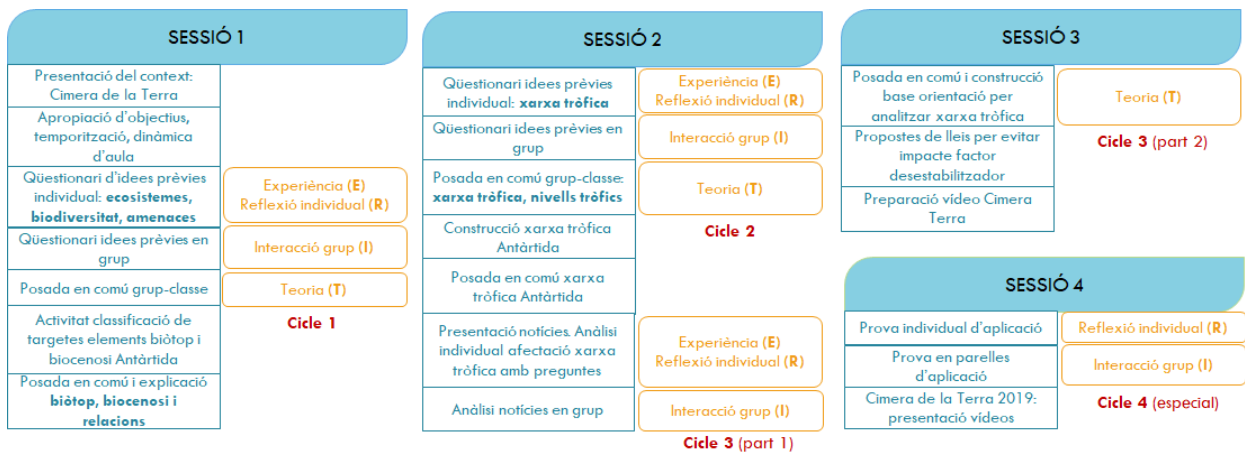 SESSIÓ 1
Presentació del context:
Cimera de la Terra
Apropiació d'objectius,
temporització, dinàmica
d'aula
Qüestionari d'idees prèvies
individual: ecosistemes,
biodiversitat, amenaces
Experiència (E)
Reflexió individual (R)
Qüestionari idees prèvies en
grup
Interacció grup (I)
Posada en comú grup-classe
Teoria (T)
Cicle 1
Activitat classificació de
targetes elements biòtop i
biocenosi Antàrtida
Posada en comú i explicació
biòtop, biocenosi i
relacions
SESSIÓ 2
Qüestionari idees prèvies
individual: xarxa tròfica
Experiència (E)
Reflexió individual (R)
Qüestionari idees prèvies en
grup
Interacció grup (I)
Posada en comú grup-classe:
xarxa tròfica, nivells tròfics
Teoria (T)
Cicle 2
Construcció xarxa tròfica
Antàrtida
Posada en comú xarxa
tròfica Antàrtida
Presentació notícies. Anàlisi
individual afectació xarxa
tròfica amb preguntes
Experiència (E)
Reflexió individual (R)
Anàlisi notícies en grup
Interacció grup (I)
Cicle 3 (part 1)
SESSIÓ 3
Posada en comú i construcció
base orientació per
analitzar xarxa tròfica
Teoria (T)
Cicle 3 (part 2)
Propostes de lleis per evitar
impacte factor
desestabilitzador
Preparació vídeo Cimera
Terra
SESSIÓ 4
Prova individual d'aplicació
Reflexió individual (R)
Prova en parelles
d'aplicació
Interacció grup (I)
Cimera de la Terra 2019:
presentació vídeos
Cicle 4 (especial)